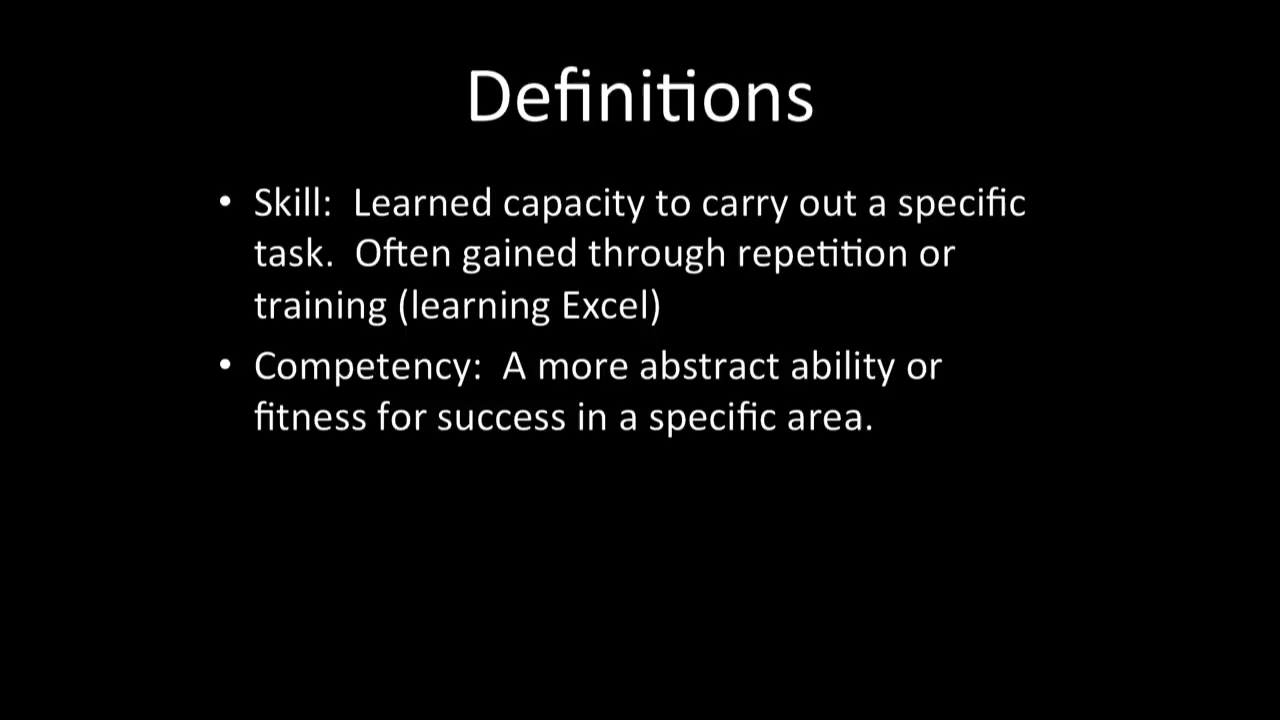 Definitions
• Skill:  Learned capacity to carry out a specific
task.  Often gained through repetition or
training (learning Excel)
• Competency:  A more abstract ability or
fitness for success in a specific area.